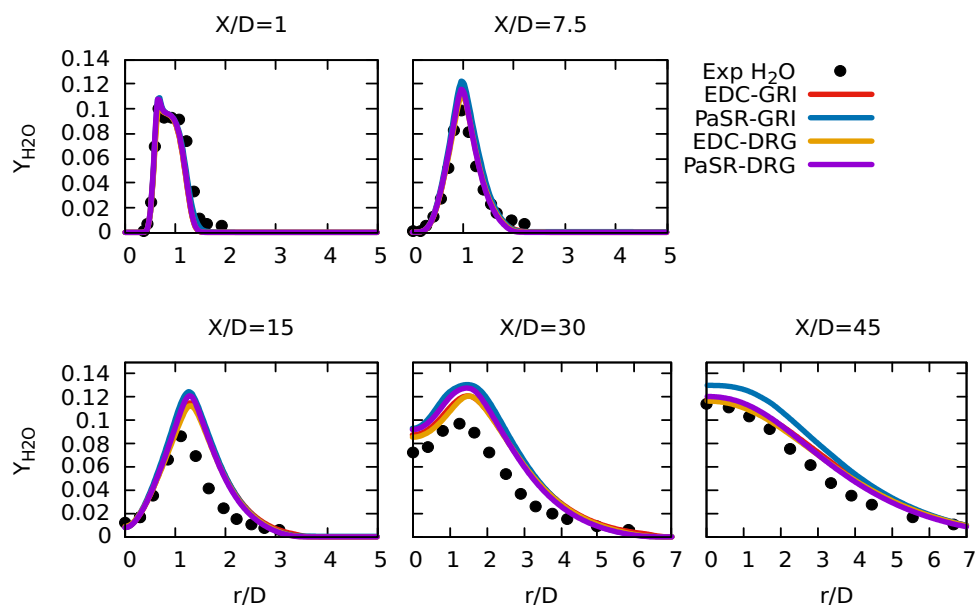 X/D=1
X/D=7.5
0.14
0.12
0.1
0.08
0.06
0.04
0.02
0
Y_H2O
0 1 2 3 4 5
0 1 2 3 4 5
Exp H₂O
EDC-GRI
PaSR-GRI
EDC-DRG
PaSR-DRG
X/D=15
X/D=30
X/D=45
0.14
0.12
0.1
0.08
0.06
0.04
0.02
0
Y_H2O
0 1 2 3 4 5
0 1 2 3 4 5 6 7
0 1 2 3 4 5 6 7
r/D
r/D
r/D